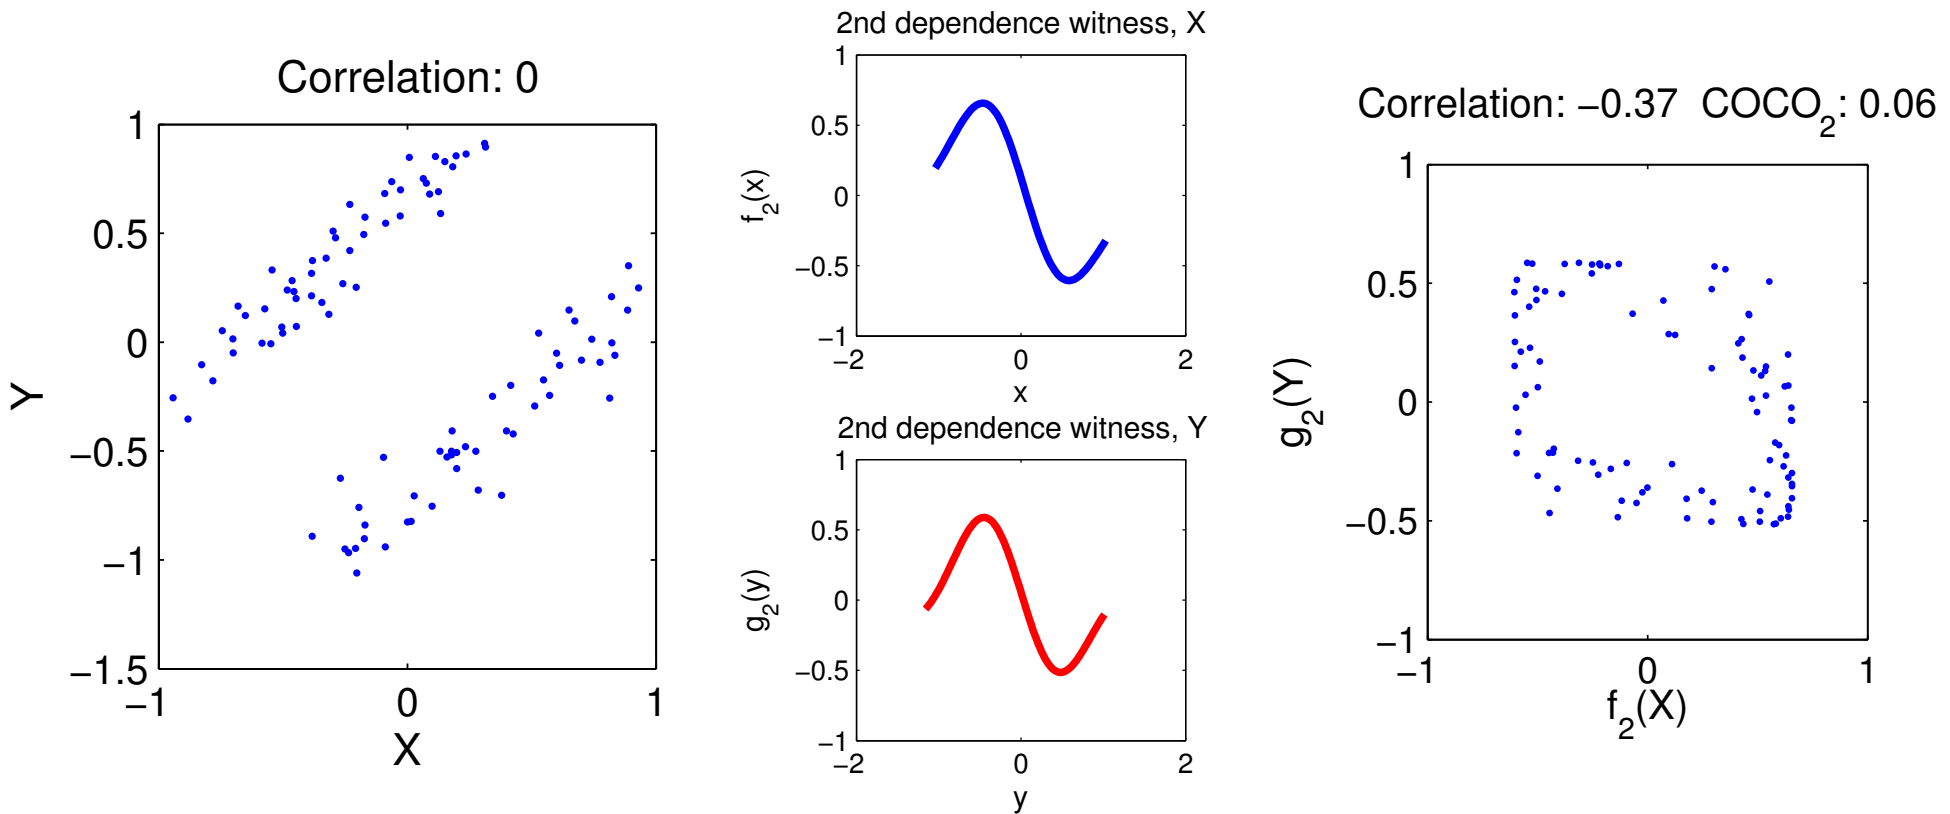 Correlation: 0
1
0.5
0
−0.5
−1
−1.5
−1
0
1
X
Y
2nd dependence witness, X
1
0.5
0
−0.5
−1
−2
0
2
x
f2(x)
2nd dependence witness, Y
1
0.5
0
−0.5
−1
−2
0
2
y
g2(y)
Correlation: −0.37 COCO2: 0.06
1
0.5
0
−0.5
−1
−1
0
1
f2(X)
g2(Y)